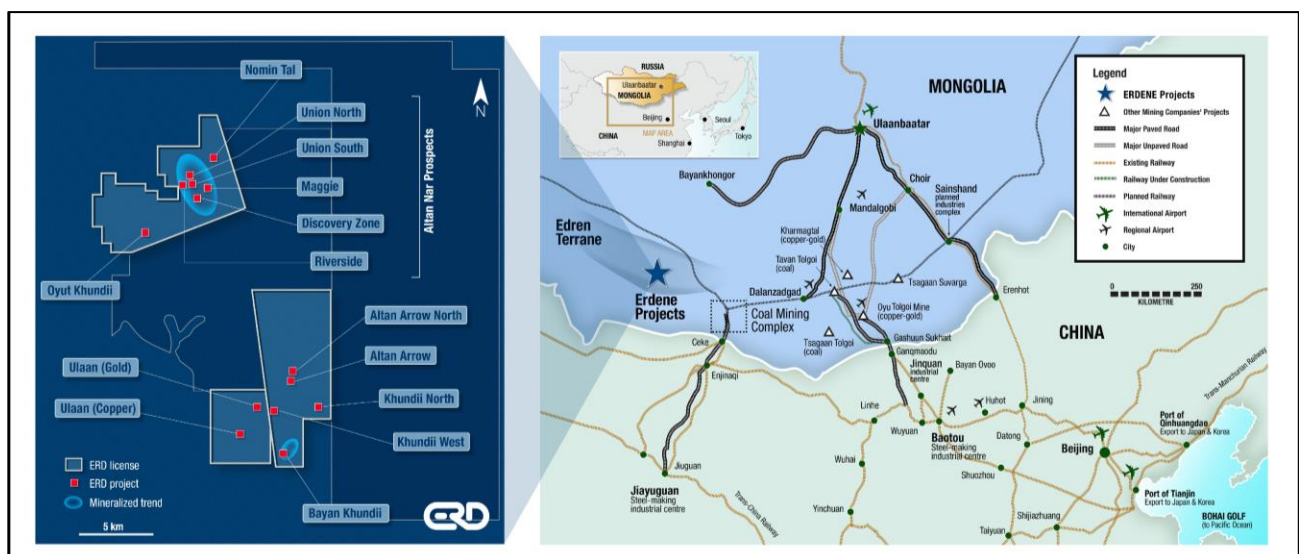 Nomin Tal
Union North
Union South
Maggie
Discovery Zone
Riverside
Altan Nar Prospects
N
Oyut Khundii
Altan Arrow North
Altan Arrow
Ulaan (Gold)
Khundii North
Ulaan (Copper)
Khundii West
Bayan Khundii
ERD license
ERD project
Mineralized trend
5 km
ERD
RUSSIA
Ulaanbaatar
MONGOLIA
Beijing
Seoul
MAP AREA
CHINA
Shanghai
Tokyo
MONGOLIA
Ulaanbaatar
Bayankhongor
Choir
Sainshand
planned
industries
complex
Mandalgobi
Edren
Terrane
Kharmagtal
(copper-gold)
Tavan Tolgoi
(coal)
Tsagaan Suvarga
Dalanzadgad
Erenhot
Erdene
Projects
Coal Mining
Complex
Oyu Tolgoi Mine
(copper-gold)
Tsagaan Tolgoi
(coal)
Gashuun Sukhait
Ceke
Ganqmaodu
CHINA
Enjinaqi
Jinquan
industrial
centre
Bayan Ovoo
Linhe
Huhot
Jining
Wuyuan
Baotou
Steel-making
industrial centre
Datong
Beijing
Port of
Qinhuangdao
Export to Japan & Korea
Trans-Manchurian Railway
Wuhai
Shuozhou
Jiuguan
Jiayuguan
Steel-making
industrial centre
Trans-China Railway
Yinchuan
Port of Tianjin
Export to Japan & Korea
Shijiazhuang
Taiyuan
BOHAI GOLF
(to Pacific Ocean)
Legend
ERDENE Projects
Other Mining Companies' Projects
Major Paved Road
Major Unpaved Road
Existing Railway
Railway Under Construction
Planned Railway
International Airport
Regional Airport
City
0 250
KILOMETRE